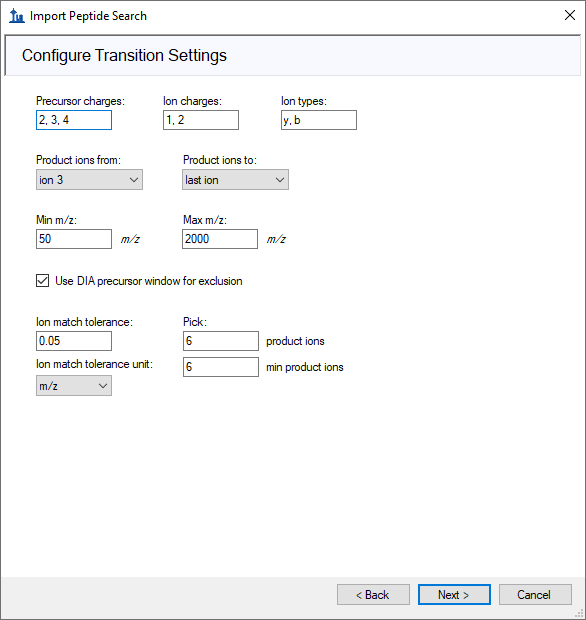 Import Peptide Search
Configure Transition Settings
Precursor charges: Ion charges: Ion types:
2, 3, 4 1, 2 y, b
Product ions from: Product ions to:
ion 3 last ion
Min m/z: Max m/z:
50 m/z 2000 m/z
Use DIA precursor window for exclusion
Ion match tolerance: Pick:
0.05 6 product ions
Ion match tolerance unit: 6 min product ions
m/z
< Back Next > Cancel